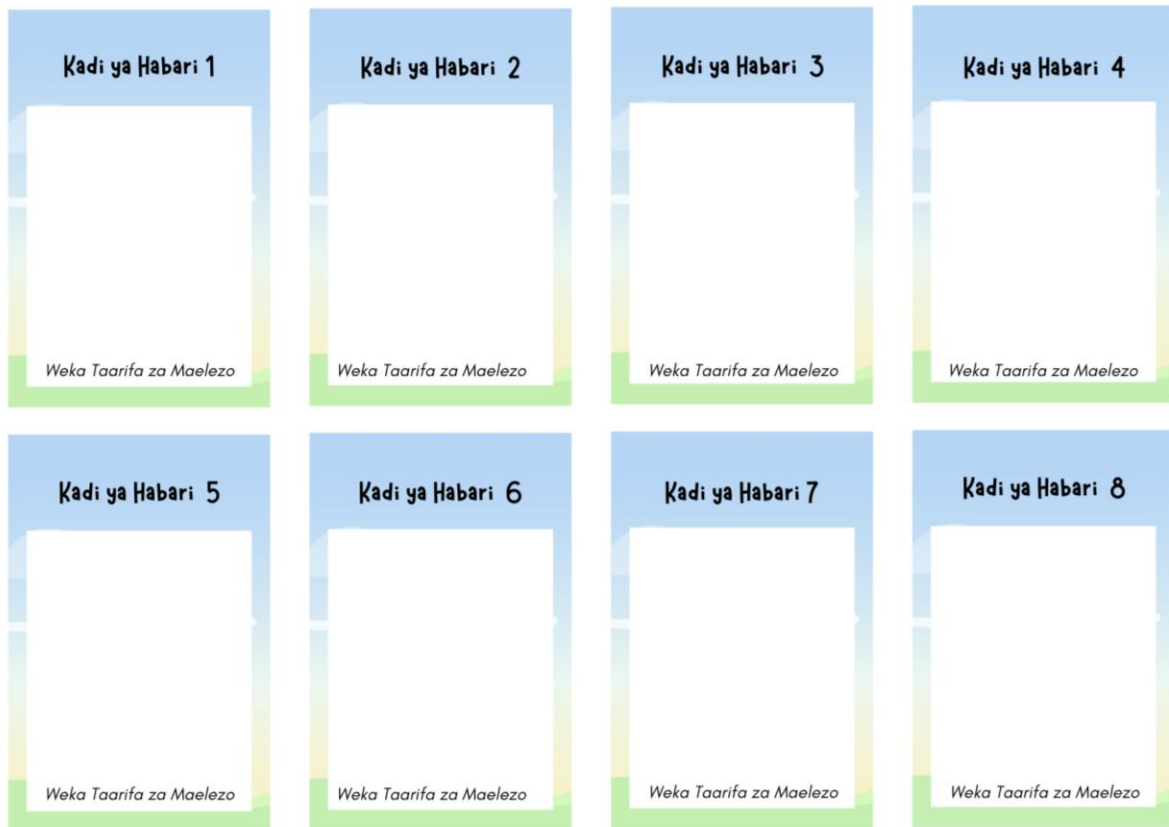 Kadi ya Habari 1
Kadi ya Habari 2
Kadi ya Habari 3
Kadi ya Habari 4
Weka Taarifa za Maelezo
Weka Taarifa za Maelezo
Weka Taarifa za Maelezo
Weka Taarifa za Maelezo
Kadi ya Habari 5
Kadi ya Habari 6
Kadi ya Habari 7
Kadi ya Habari 8
Weka Taarifa za Maelezo
Weka Taarifa za Maelezo
Weka Taarifa za Maelezo
Weka Taarifa za Maelezo